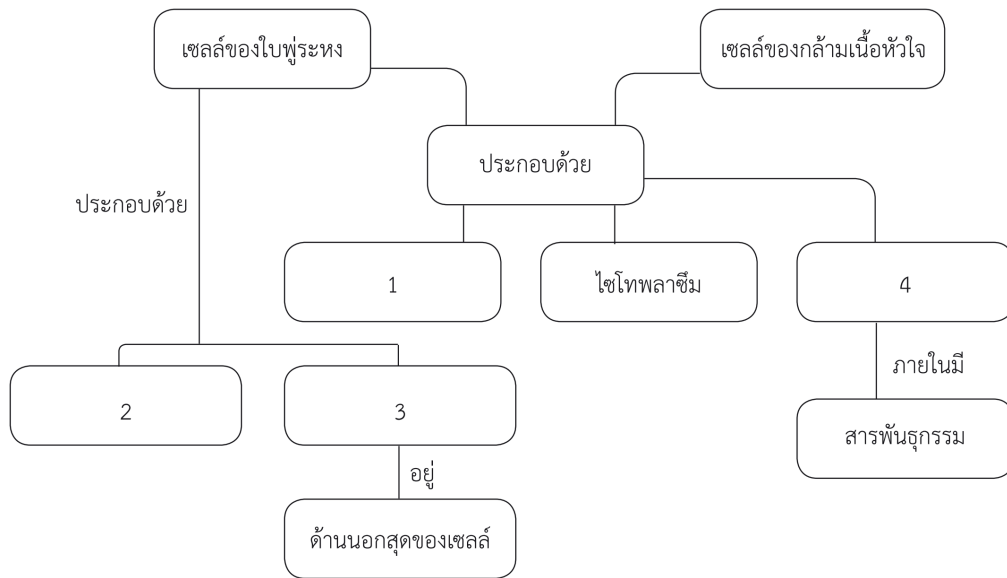 เซลล์ของใบพู่ระหง
เซลล์ของกล้ามเนื้อหัวใจ
ประกอบด้วย
ประกอบด้วย
1
ไซโทพลาซึม
4
ภายในมี
2
3
สารพันธุกรรม
อยู่
ด้านนอกสุดของเซลล์